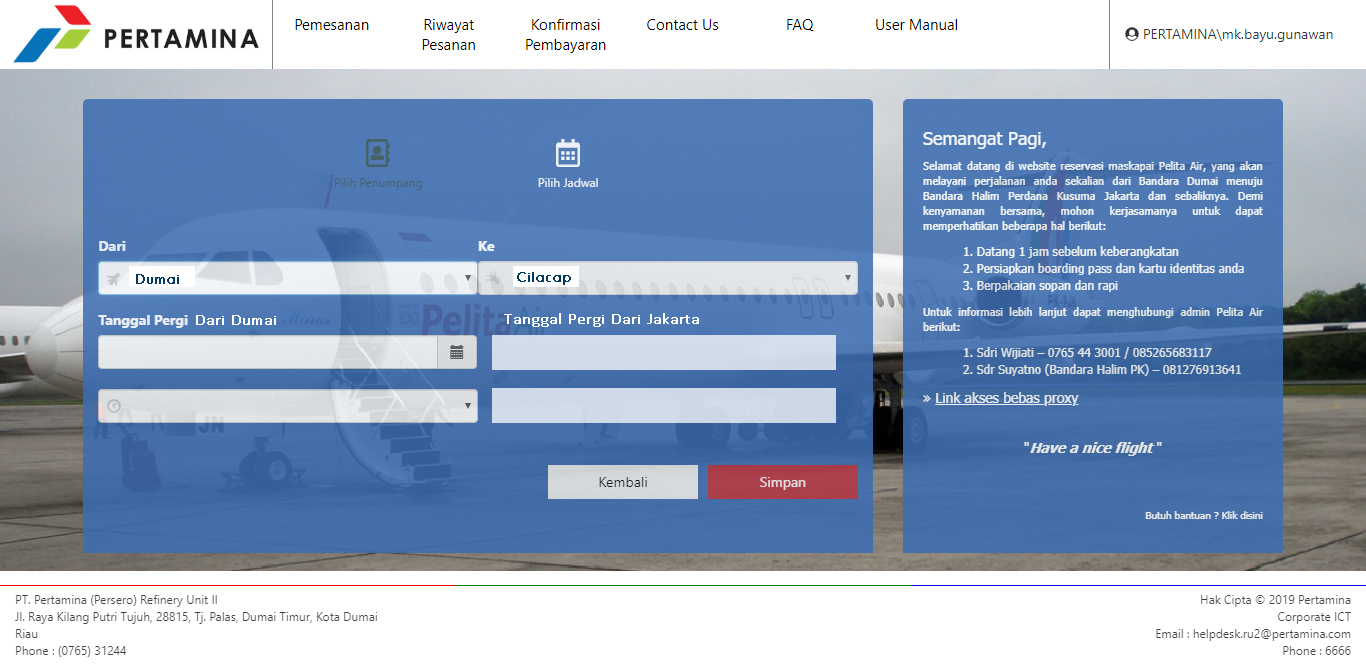 PERTAMINA
Pemesanan
Riwayat
Pesanan
Konfirmasi
Pembayaran
Contact Us
FAQ
User Manual
PERTAMINA\mk.bayu.gunawan
Pilih Penumpang
Pilih Jadwal
Dari
Ke
Dumai
Cilacap
Tanggal Pergi Dari Dumai
Tanggal Pergi Dari Jakarta
Pelita Air
JN
Kembali
Simpan
Semangat Pagi,
Selamat datang di website reservasi maskapai Pelita Air, yang akan
melayani perjalanan anda sekalian dari Bandara Dumai menuju
Bandara Halim Perdana Kusuma Jakarta dan sebaliknya. Demi
kenyamanan bersama, mohon kerjasamanya untuk dapat
memperhatikan beberapa hal berikut:
1. Datang 1 jam sebelum keberangkatan
2. Persiapkan boarding pass dan kartu identitas anda
3. Berpakaian sopan dan rapi
Untuk informasi lebih lanjut dapat menghubungi admin Pelita Air
berikut:
1. Sdri Wijiati – 0765 44 3001 / 085265683117
2. Sdr Suyatno (Bandara Halim PK) – 081276913641
» Link akses bebas proxy
"Have a nice flight"
Butuh bantuan ? Klik disini
PT. Pertamina (Persero) Refinery Unit II
Jl. Raya Kilang Putri Tujuh, 28815, Tj. Palas, Dumai Timur, Kota Dumai
Riau
Phone : (0765) 31244
Hak Cipta © 2019 Pertamina
Corporate ICT
Email : helpdesk.ru2@pertamina.com
Phone : 6666